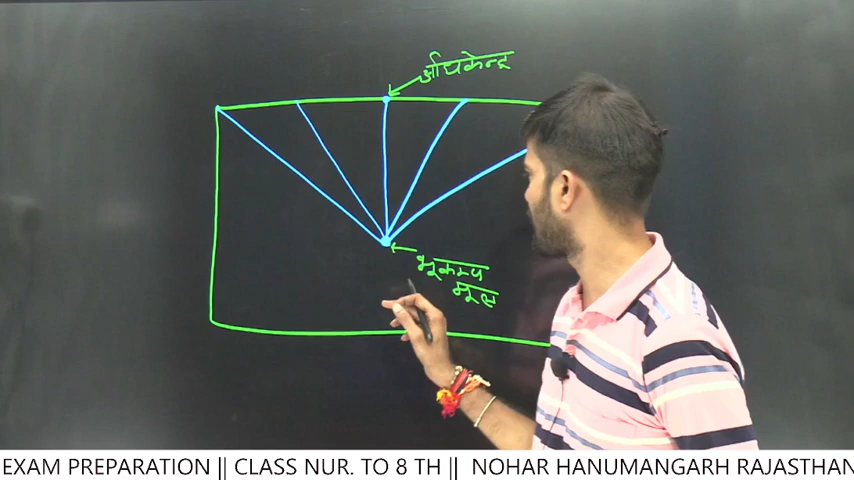 अधिकेन्द्र
भूकम्प
मूल
EXAM PREPARATION || CLASS NUR. TO 8 TH || NOHAR HANUMANGARH RAJASTHAN